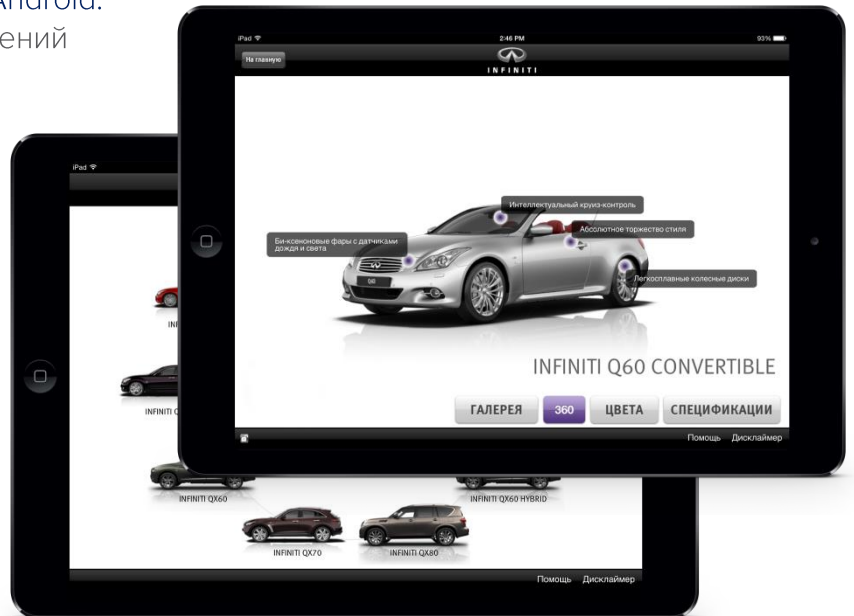 Android.
ений
iPad
2:46 PM
93%
На главную
INFINITI
Интеллектуальный круиз-контроль
Абсолютное торжество стиля
Би-ксеноновые фары с датчиками
дождя и света
Легкосплавные колесные диски
INFINITI Q60 CONVERTIBLE
ГАЛЕРЕЯ 360 ЦВЕТА СПЕЦИФИКАЦИИ
Помощь Дисклаймер
iPad
INFINITI QX60
INFINITI QX60 HYBRID
INFINITI QX70
INFINITI QX80
Помощь Дисклаймер